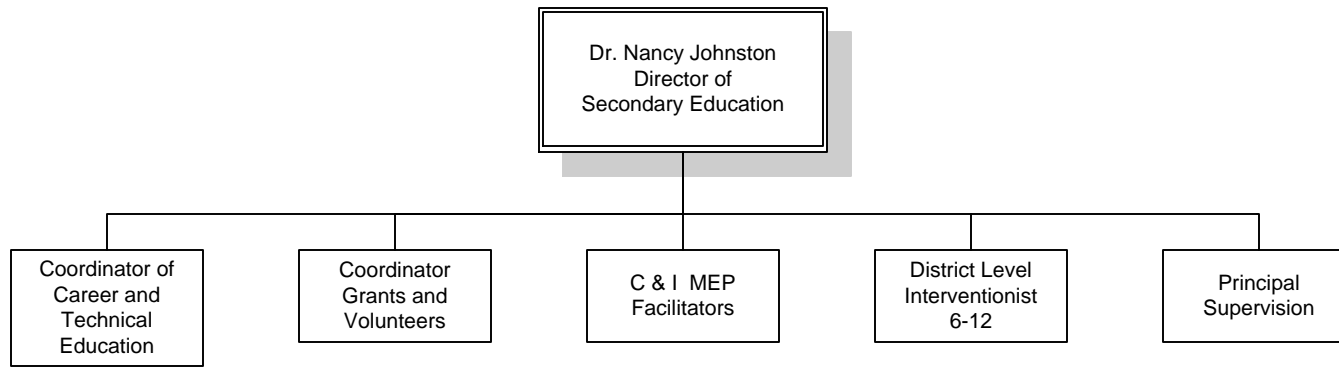 Dr. Nancy Johnston
Director of
Secondary Education
Coordinator of
Career and
Technical
Education
Coordinator
Grants and
Volunteers
C & I MEP
Facilitators
District Level
Interventionist
6-12
Principal
Supervision